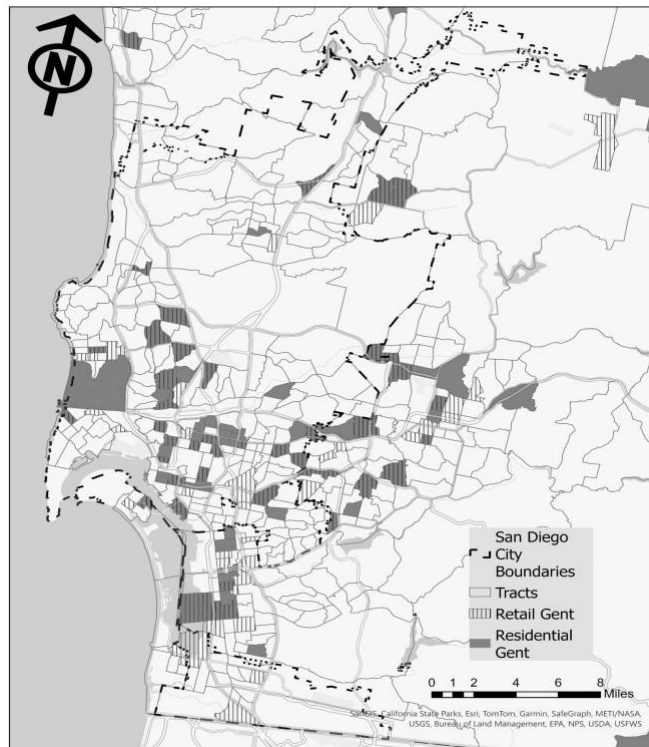 N
San Diego
City
Boundaries
Tracts
Retail Gent
Residential
Gent
0 1 2 4 6 8
Miles
SanGIS, California State Parks, Esri, TomTom, Garmin, SafeGraph, METI/NASA,
USGS, Bureau of Land Management, EPA, NPS, USDA, USFWS